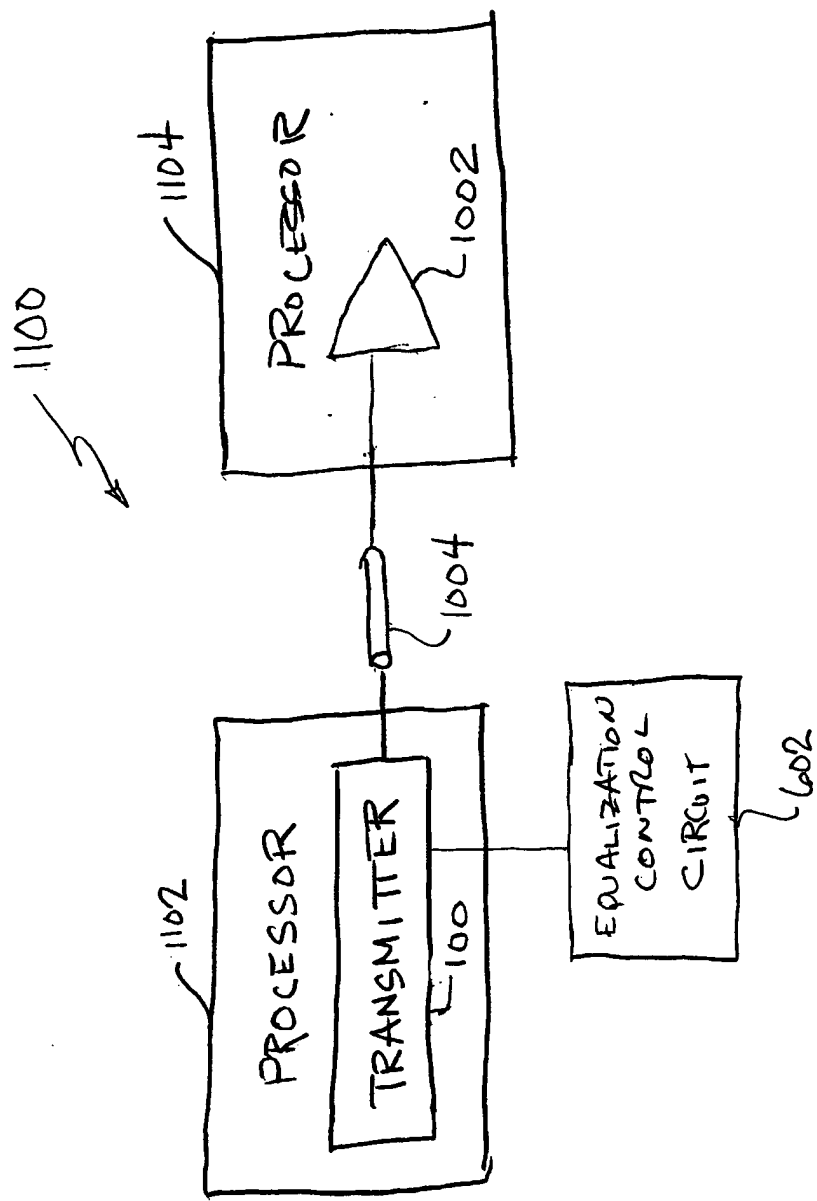 1100
1102
PROCESSOR
TRANSMITTER
100
EQUALIZATION
CONTROL
CIRCUIT
602
1004
1104
PROCESSOR
1002